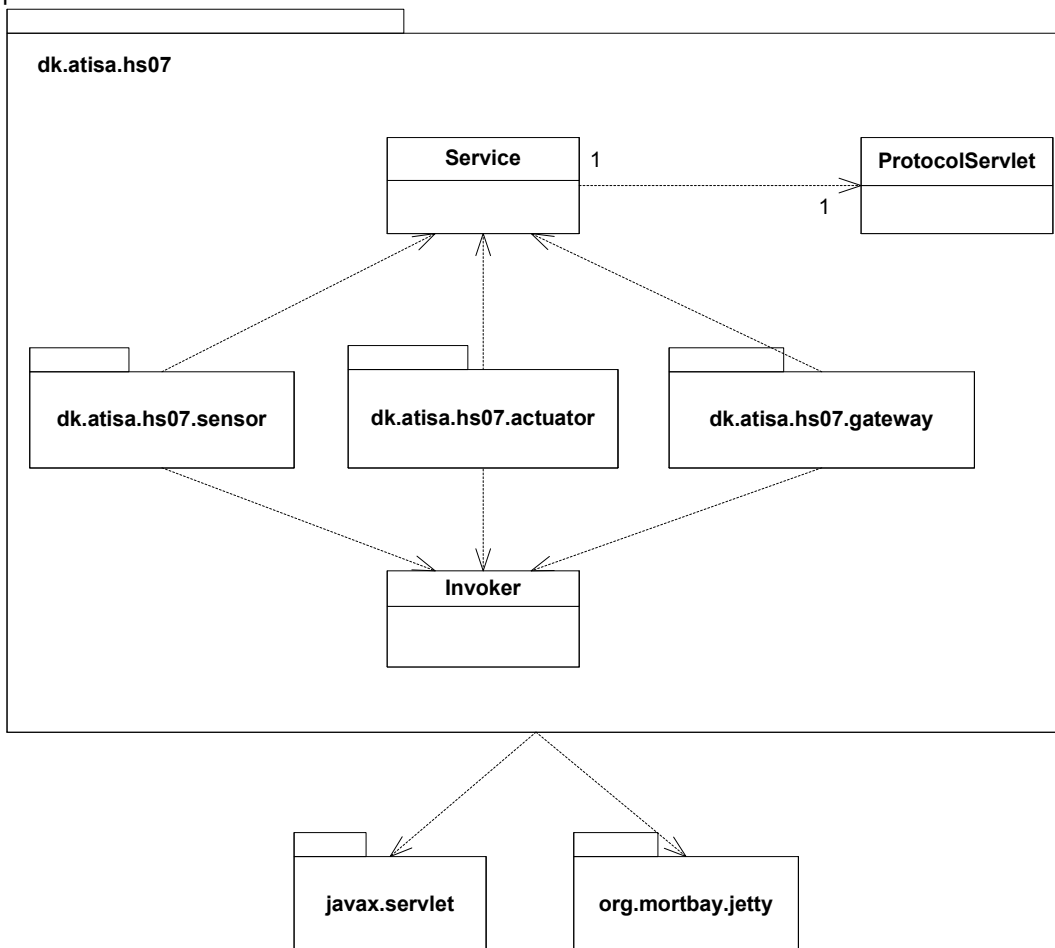 dk.atisa.hs07
Service
1
ProtocolServlet
1
dk.atisa.hs07.sensor
dk.atisa.hs07.actuator
dk.atisa.hs07.gateway
Invoker
javax.servlet
org.mortbay.jetty